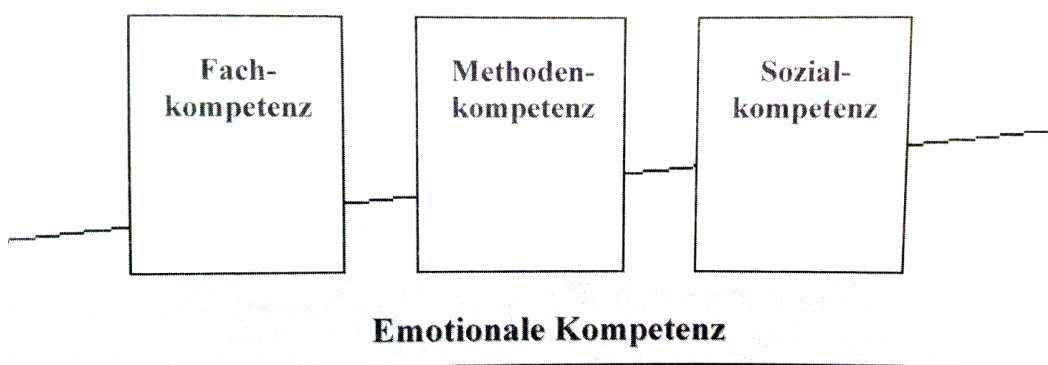 Fach-
kompetenz
Methoden-
kompetenz
Sozial-
kompetenz
Emotionale Kompetenz